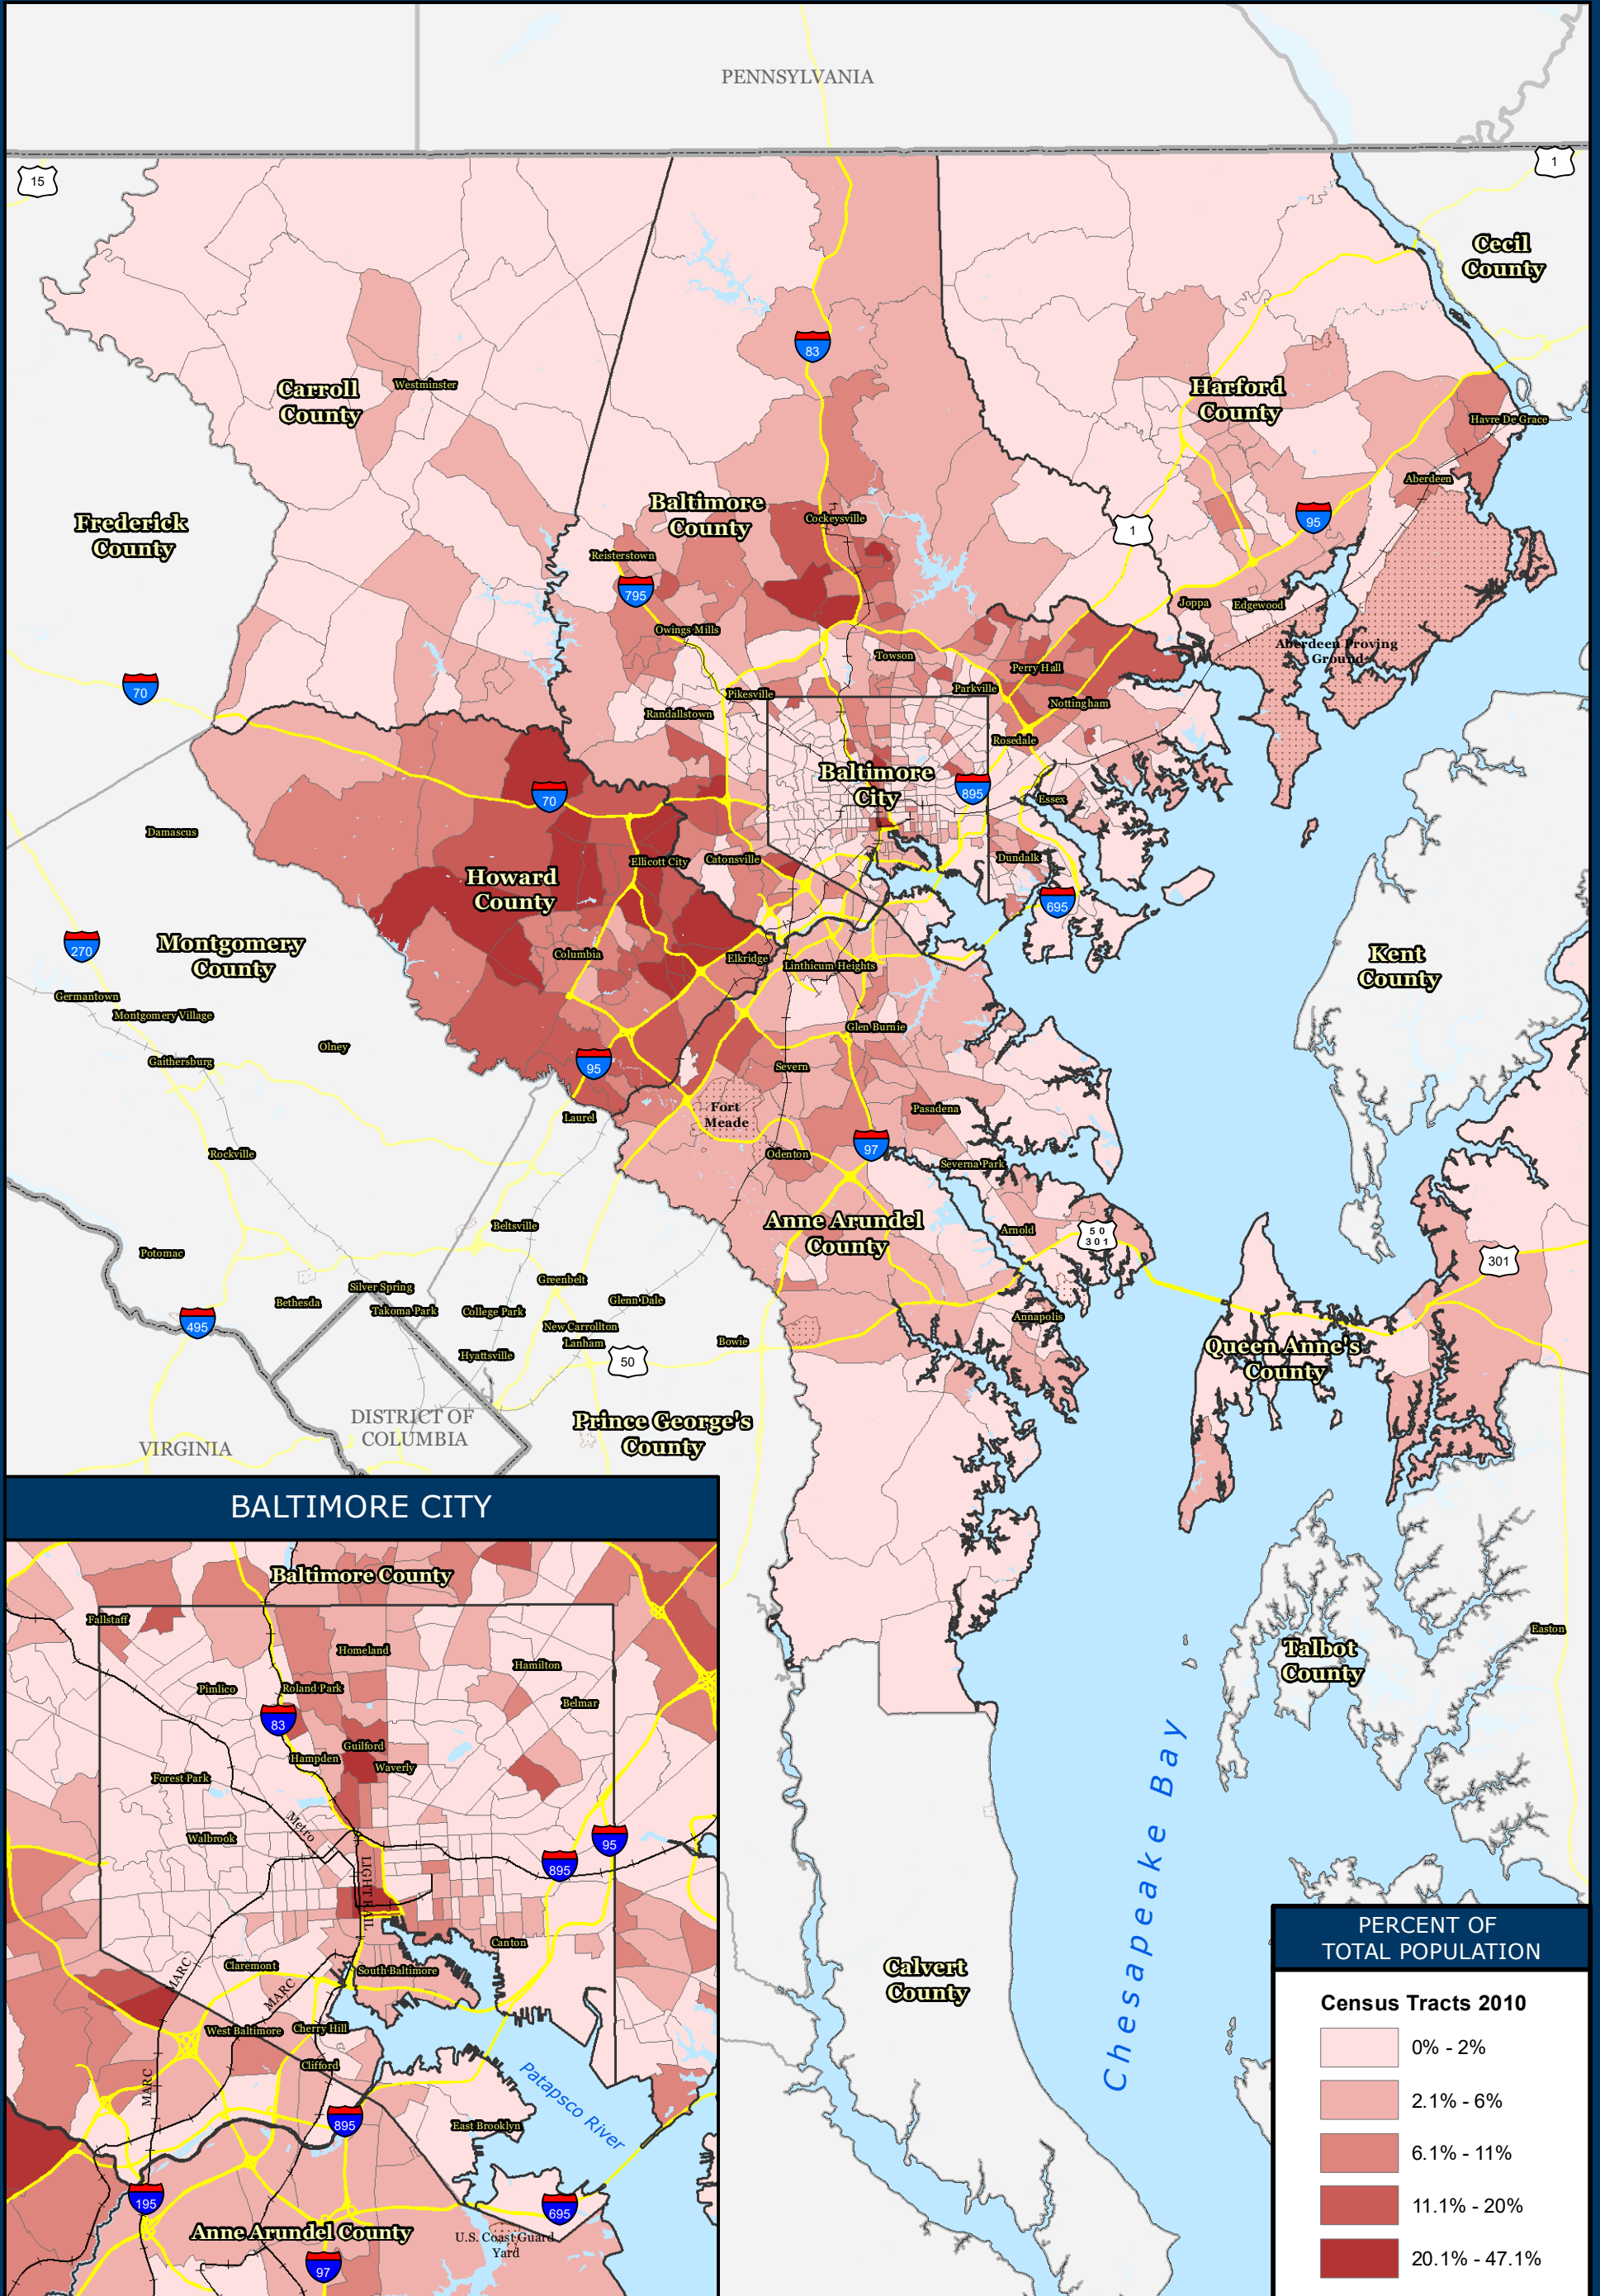 PENNSYLVANIA
15
1
Cecil
County
83
Carroll
County
Westminster
Harford
County
Havre De Grace
Aberdeen
Frederick
County
Baltimore
County
Cockeysville
1
95
Reisterstown
795
Joppa
Edgewood
Owings Mills
Aberdeen Proving
Ground
Towson
Perry Hall
70
Pikesville
Parkville
Nottingham
Randallstown
Rosedale
Baltimore
City
70
895
Essex
Damascus
Ellicott City
Catonsville
Dundalk
Howard
County
695
270
Montgomery
County
Columbia
Elkridge
Linthicum Heights
Kent
County
Germantown
Montgomery Village
Glen Burnie
Olney
Gaithersburg
95
Severn
Laurel
Fort
Meade
Pasadena
Rockville
Odenton
97
Severna Park
Beltsville
Anne Arundel
County
Arnold
50
301
301
Potomac
Silver Spring
Greenbelt
Bethesda
Takoma Park
College Park
Glenn Dale
495
New Carrollton
Lanham
Bowie
Annapolis
Hyattsville
50
Queen Anne's
County
DISTRICT OF
COLUMBIA
VIRGINIA
Prince George's
County
Easton
Talbot
County
Chesapeake Bay
Calvert
County
BALTIMORE CITY
Baltimore County
Fallstaff
Homeland
Hamilton
Pimlico
Roland Park
Belmar
83
Guilford
Hampden
Waverly
Forest Park
Metro
Walbrook
95
895
LIGHT RAIL
Canton
Claremont
MARC
South Baltimore
MARC
West Baltimore
Cherry Hill
Clifford
MARC
Patapsco River
895
East Brooklyn
195
695
Anne Arundel County
U.S. Coast Guard
Yard
97
PERCENT OF
TOTAL POPULATION
Census Tracts 2010
0% - 2%
2.1% - 6%
6.1% - 11%
11.1% - 20%
20.1% - 47.1%